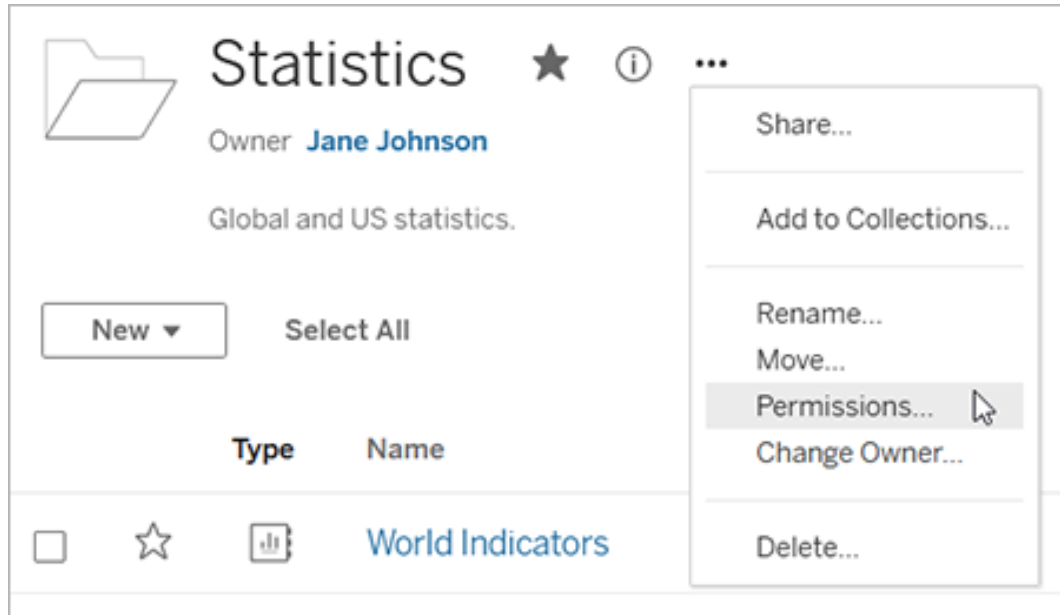 Statistics
Owner Jane Johnson
Global and US statistics.
New
Select All
Share...
Add to Collections...
Rename...
Move...
Permissions...
Change Owner...
Delete...
Type Name
World Indicators